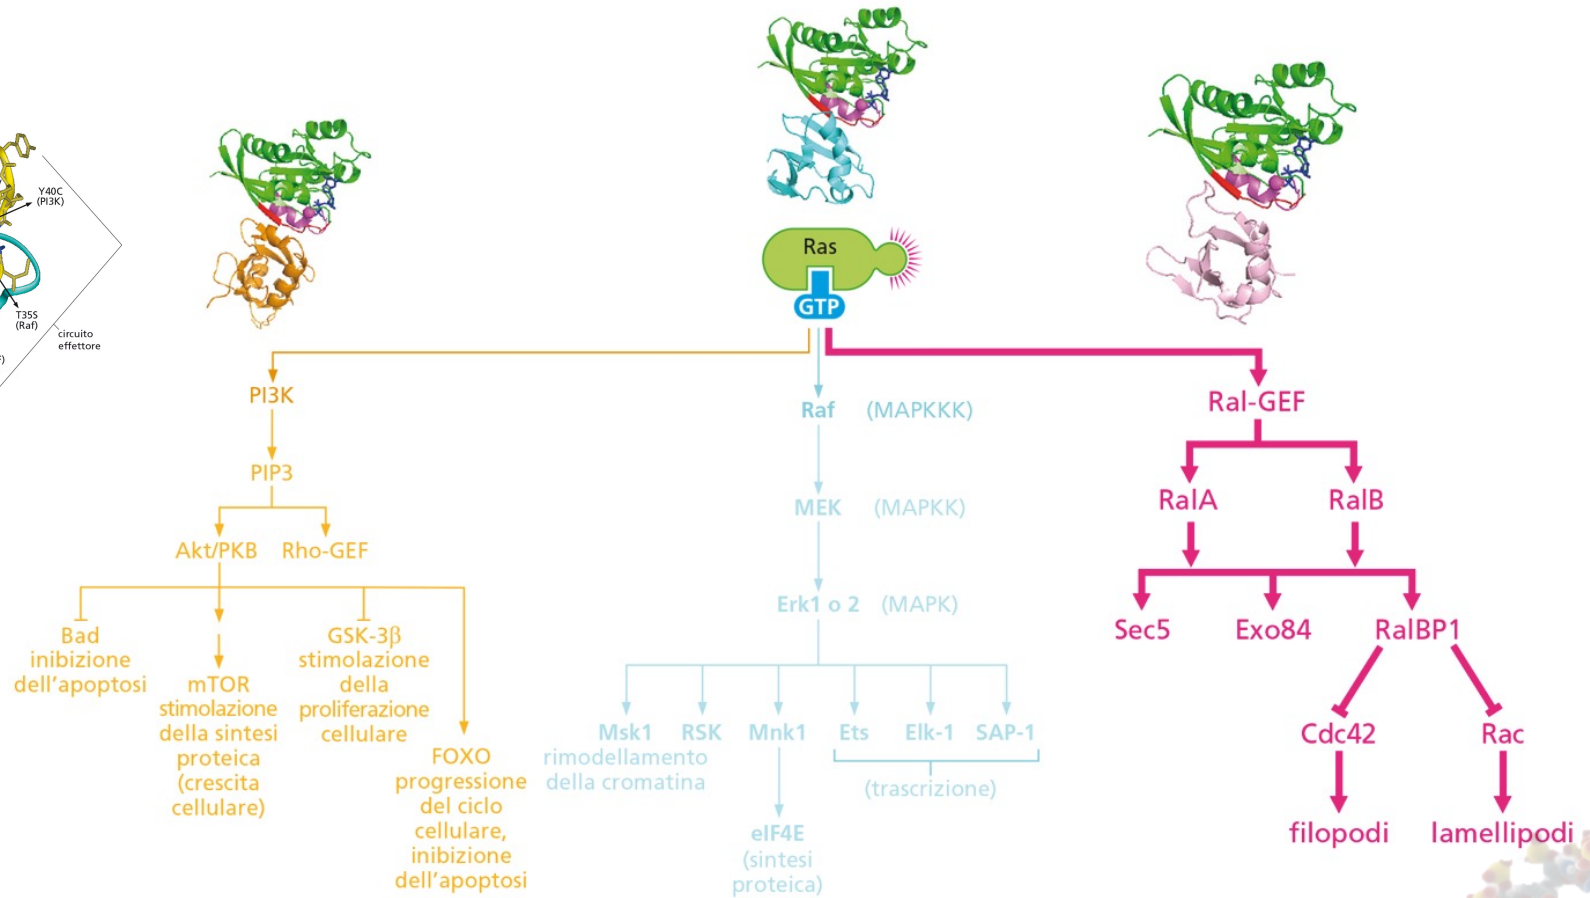 Y40C
(PI3K)
T35S
(Raf)
circuito
effettore
)
Ras
GTP
PI3K
PIP3
Akt/PKB
Rho-GEF
Bad
inibizione
dell'apoptosi
mTOR
stimolazione
della sintesi
proteica
(crescita
cellulare)
GSK-3β
stimolazione
della
proliferazione
cellulare
FOXO
progressione
del ciclo
cellulare,
inibizione
dell'apoptosi
Raf (MAPKKK)
MEK (MAPKK)
Erk1 o 2 (MAPK)
Msk1 RSK Mnk1 Ets Elk-1 SAP-1
rimodellamento
della cromatina
(trascrizione)
eIF4E
(sintesi
proteica)
Ral-GEF
RalA RalB
Sec5 Exo84 RalBP1
Cdc42 Rac
filopodi lamellipodi